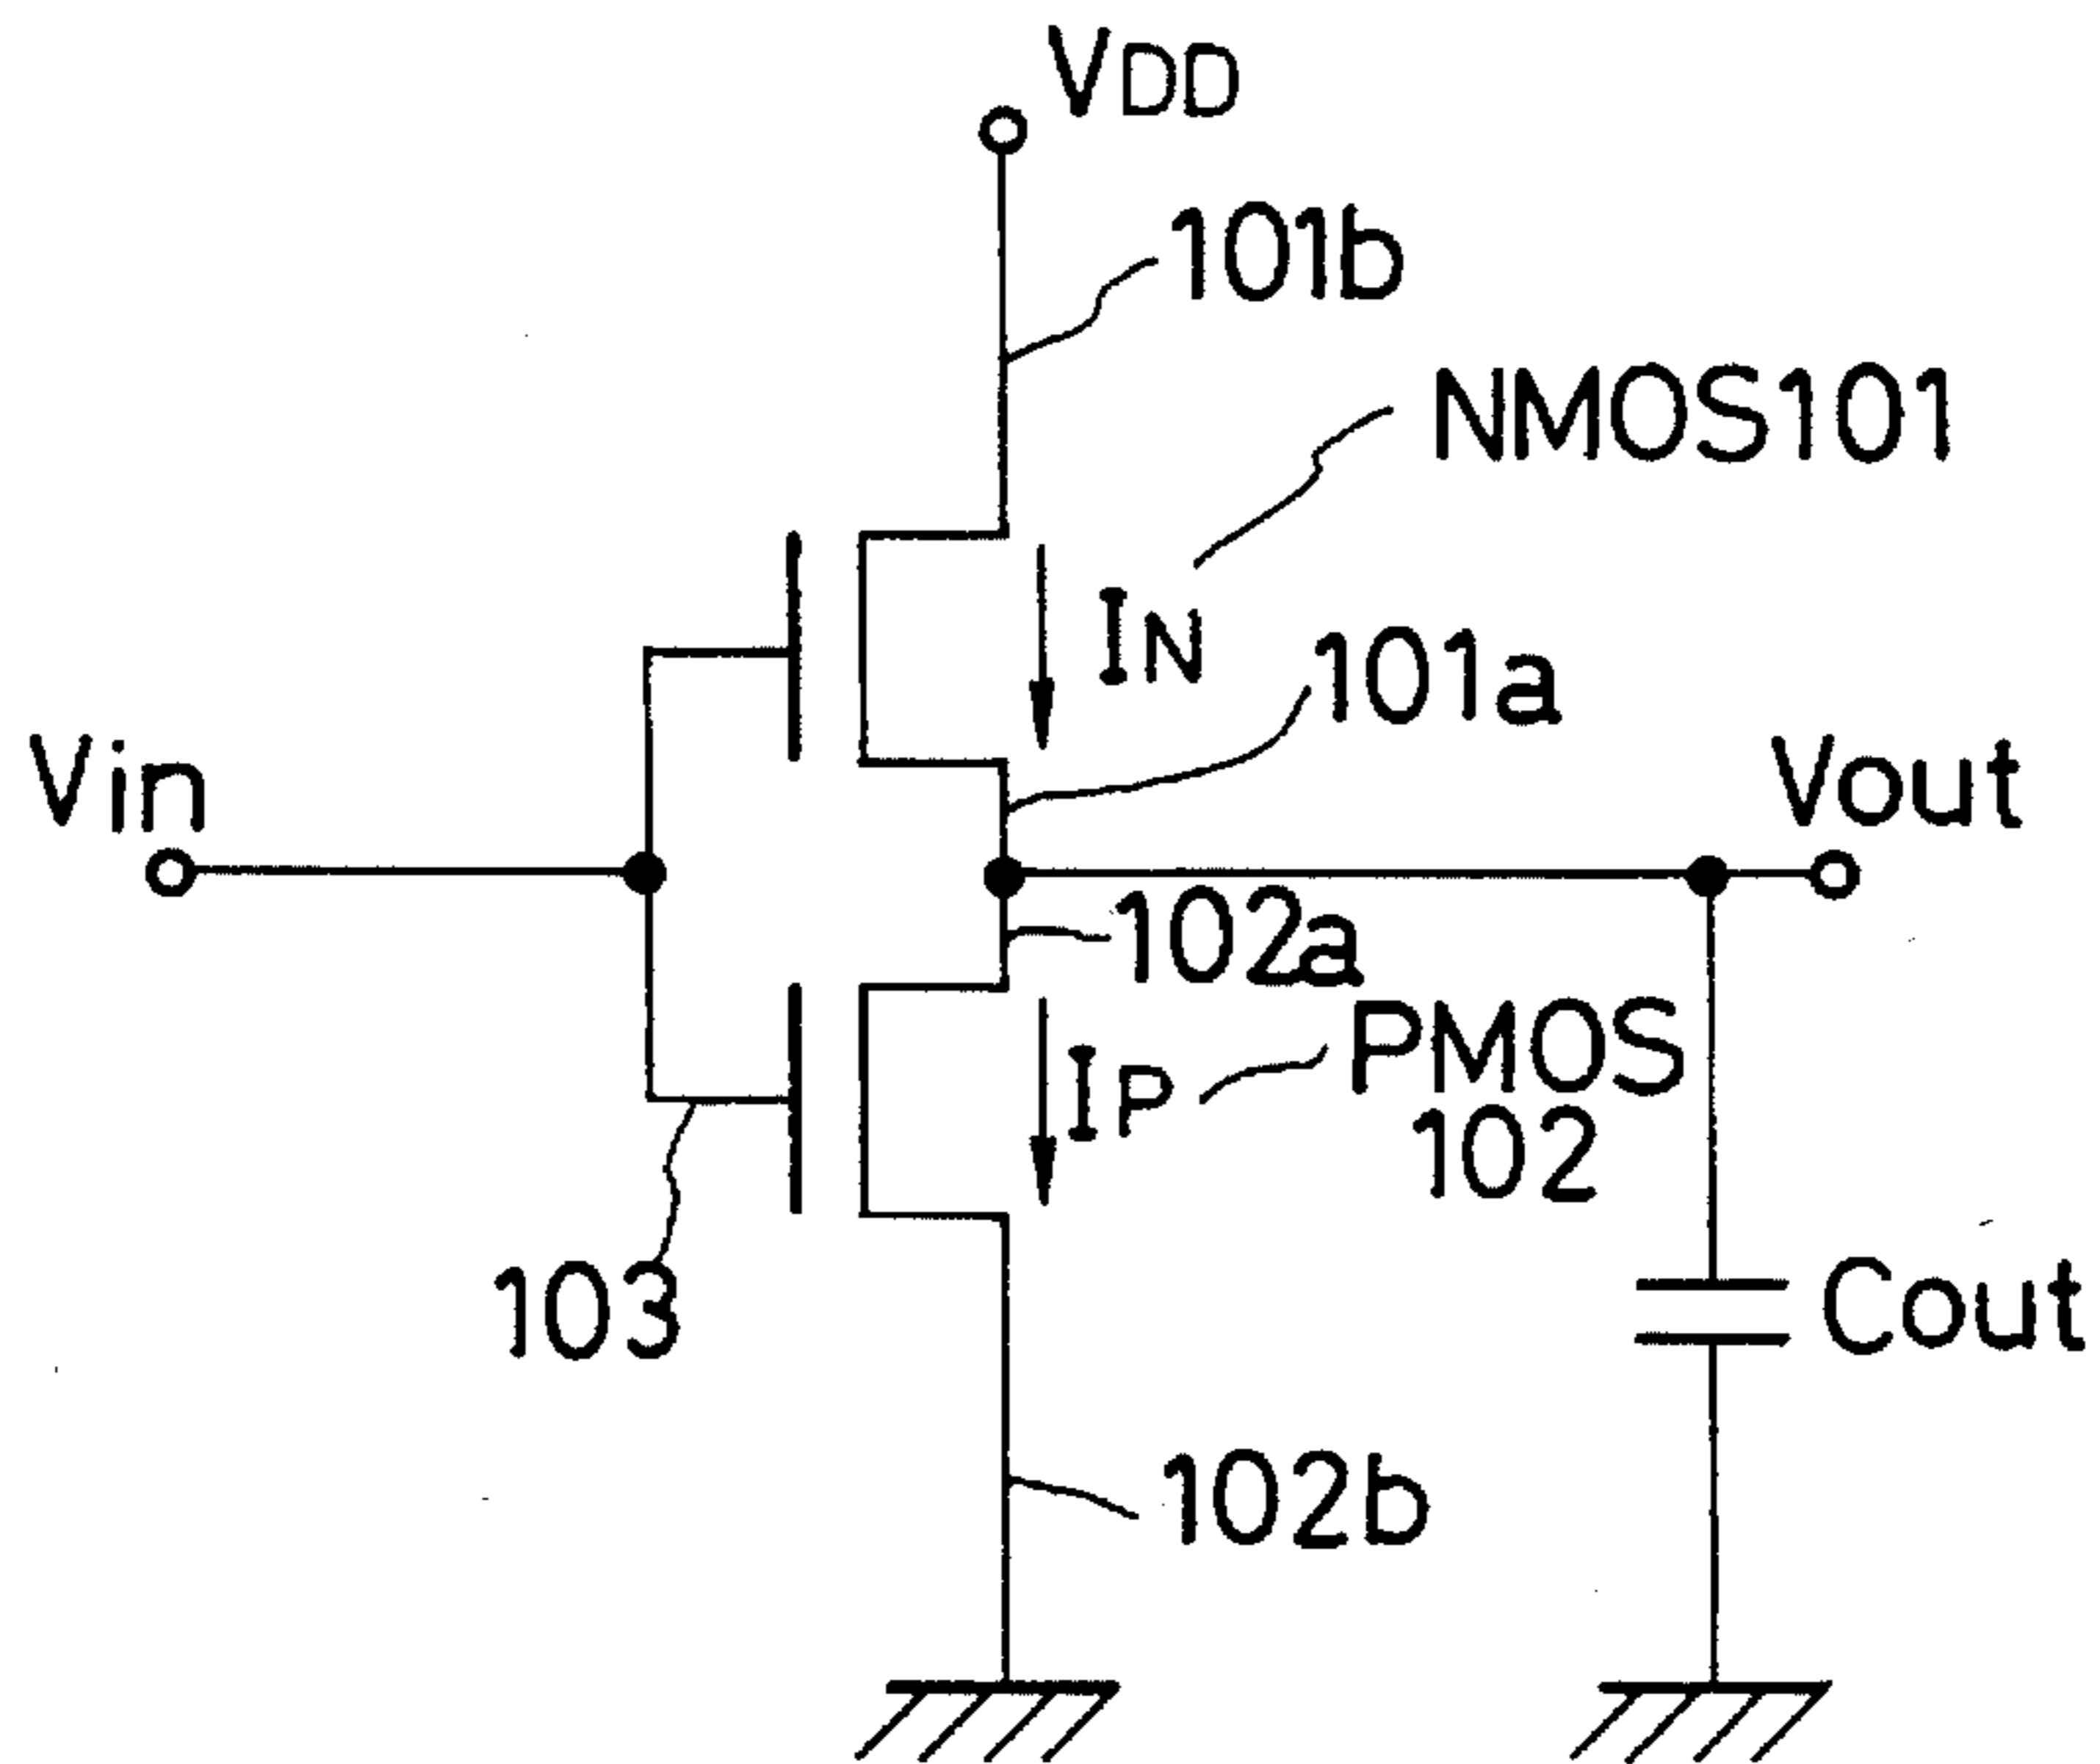 VDD
101b
NMOS101
IN
101a
Vin
Vout
102a
IP
PMOS
102
103
Cout
102b